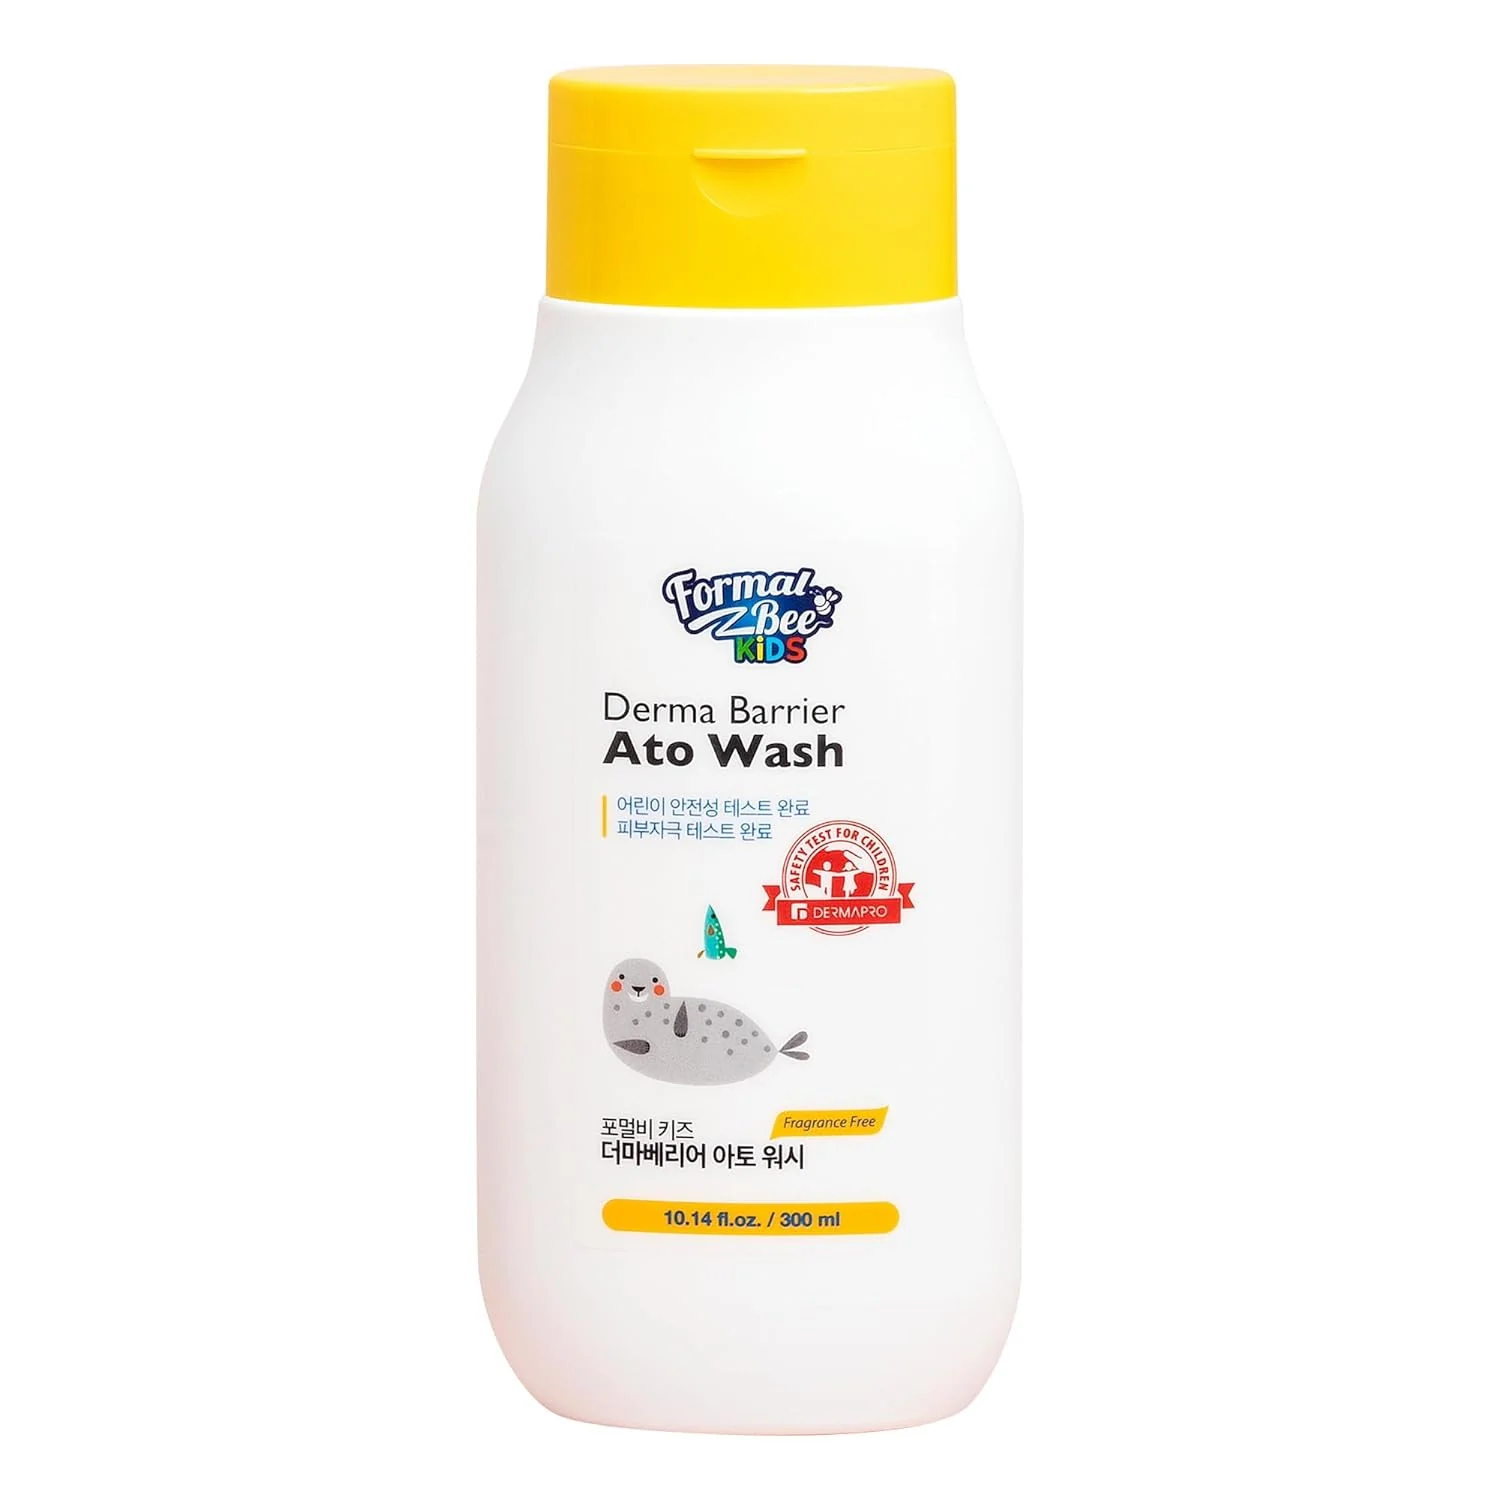 Formal
Bee
KiDS
Derma Barrier
Ato Wash
어린이 안전성 테스트 완료
피부자극 테스트 완료
SAFETY TEST FOR CHILDREN
DERMAPRO
Fragrance Free
포멀비 키즈
더마베리어 아토 워시
10.14 fl.oz. / 300 ml